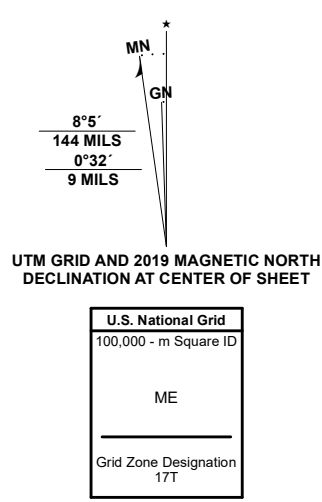 MN
GN
8°5´
144 MILS
0°32´
9 MILS
UTM GRID AND 2019 MAGNETIC NORTH
DECLINATION AT CENTER OF SHEET
U.S. National Grid
100,000 - m Square ID
ME
Grid Zone Designation
17T